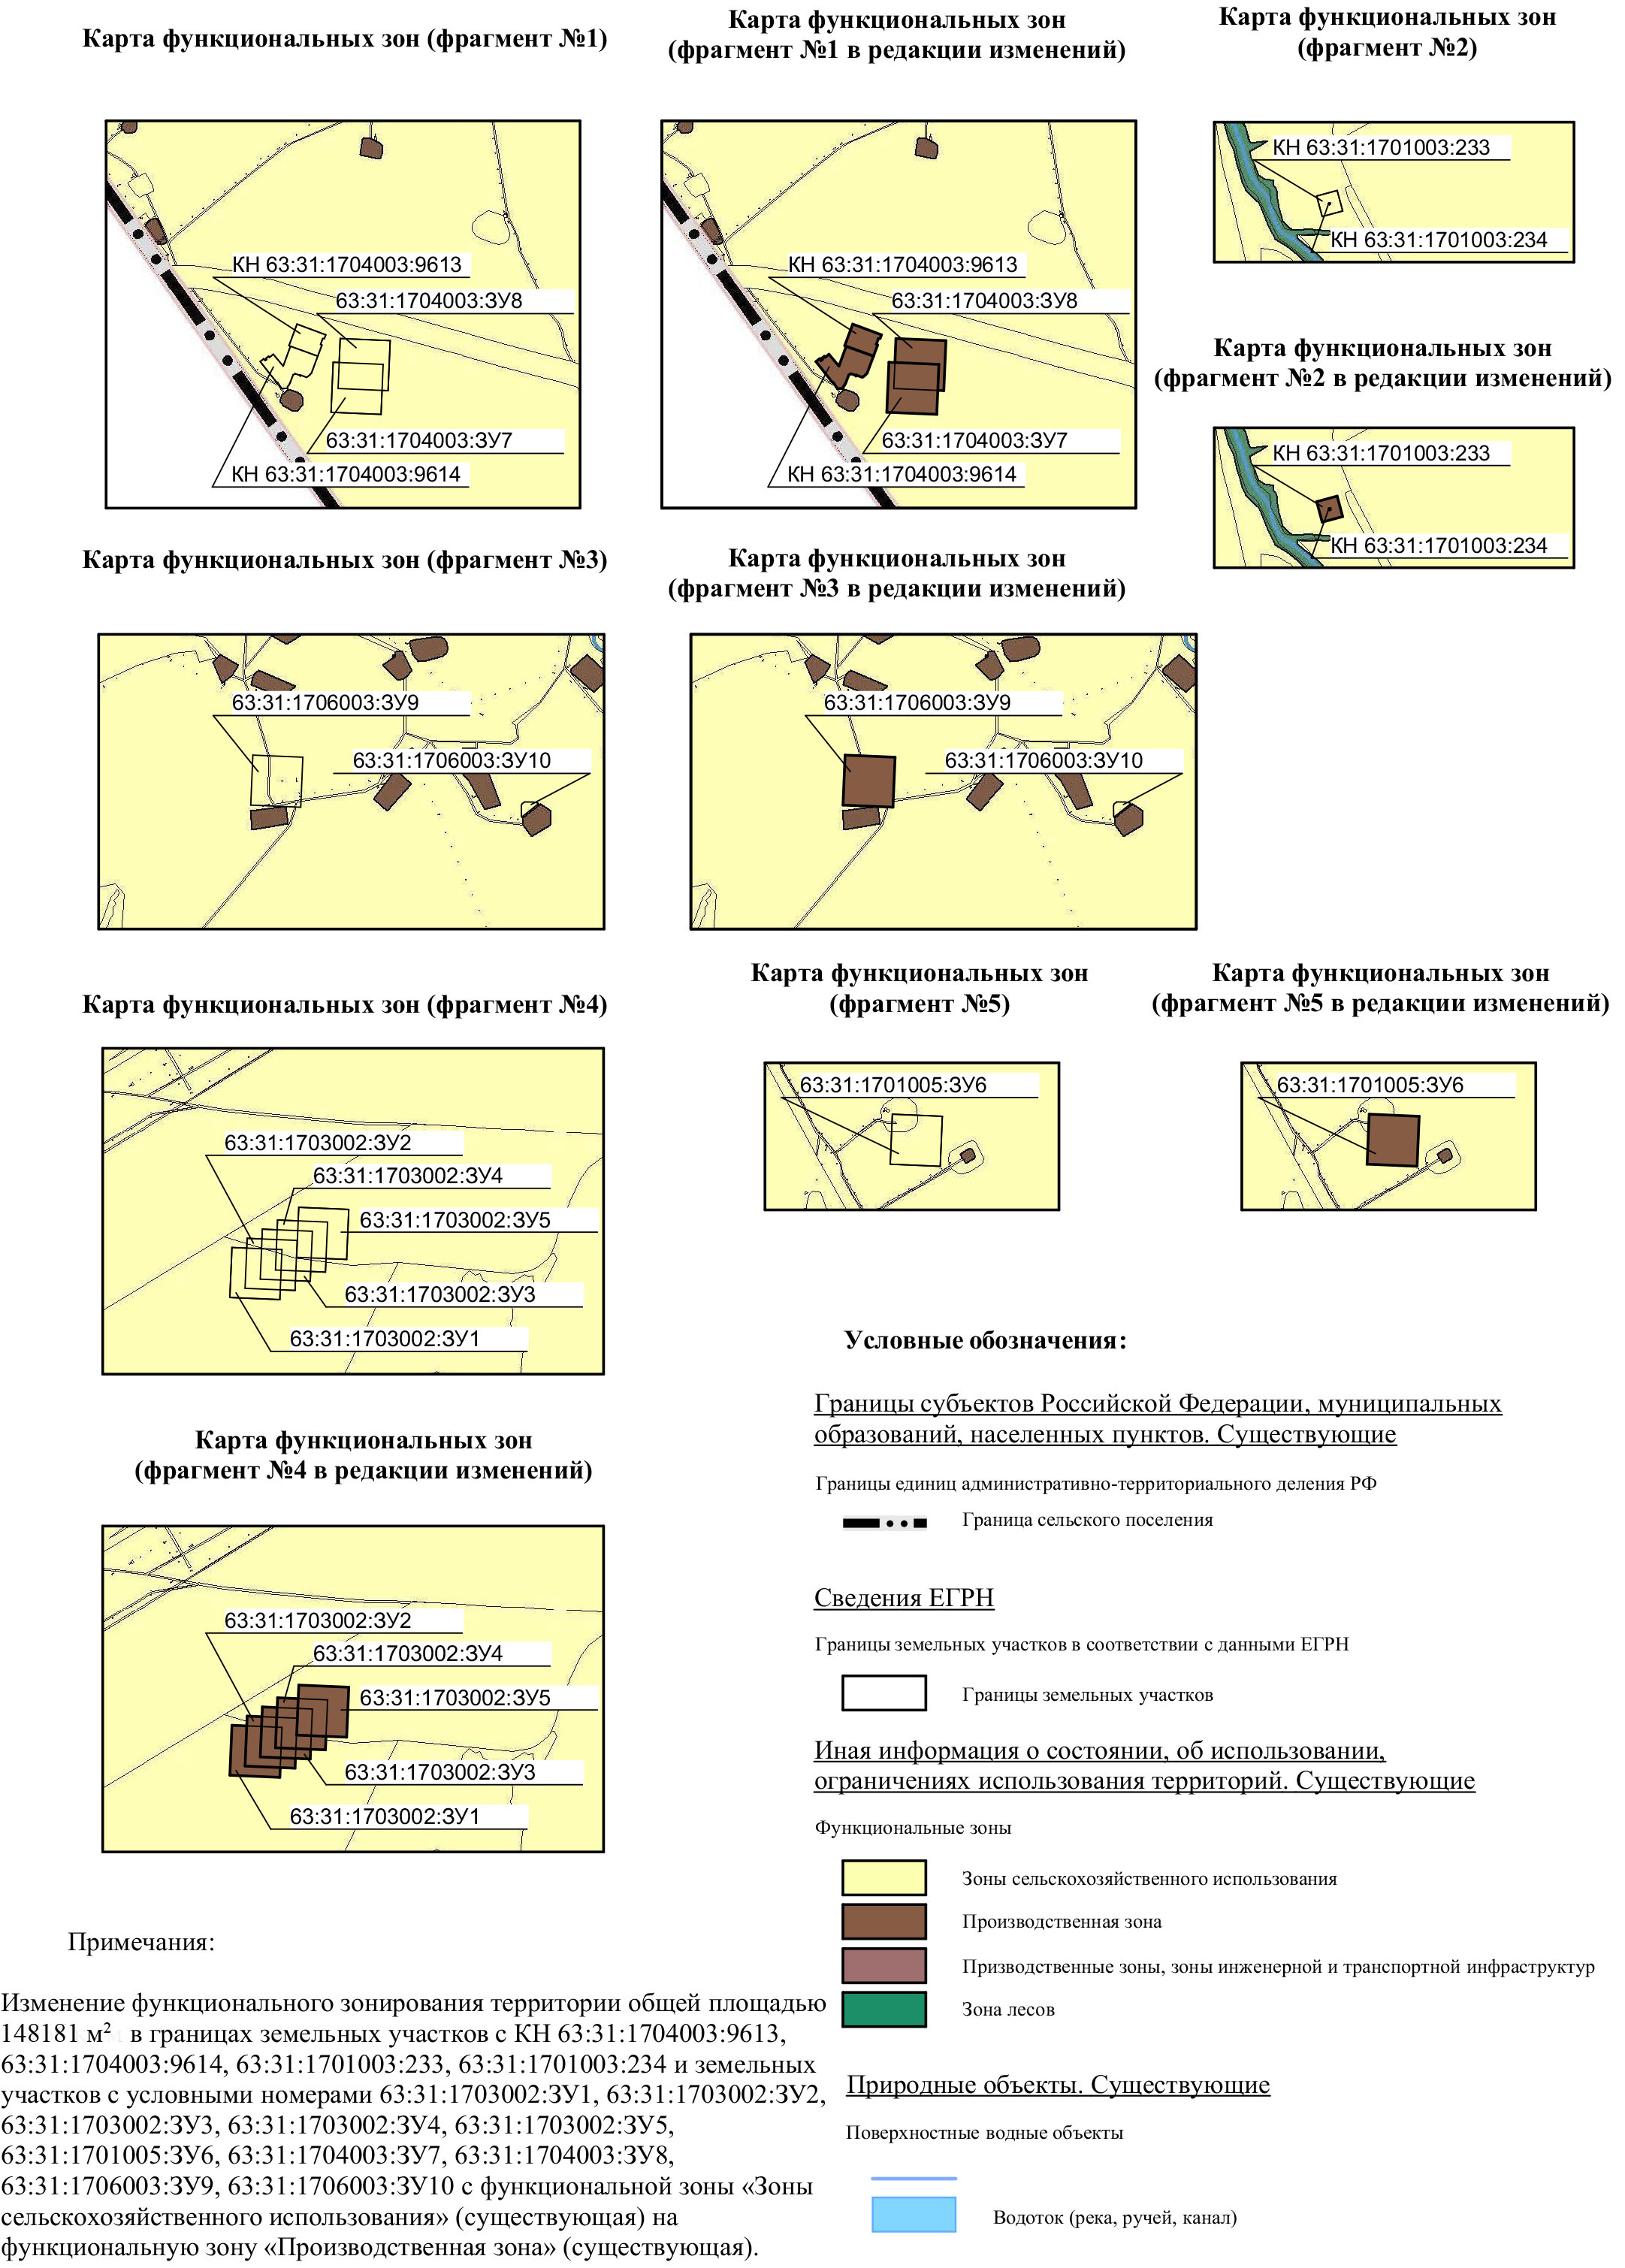 Карта функциональных зон (фрагмент №1)
Карта функциональных зон
(фрагмент №1 в редакции изменений)
Карта функциональных зон
(фрагмент №2)
КН 63:31:1704003:9613
63:31:1704003:ЗУ8
63:31:1704003:ЗУ7
КН 63:31:1704003:9614
КН 63:31:1704003:9613
63:31:1704003:ЗУ8
63:31:1704003:ЗУ7
КН 63:31:1704003:9614
КН 63:31:1701003:233
КН 63:31:1701003:234
Карта функциональных зон
(фрагмент №2 в редакции изменений)
КН 63:31:1701003:233
КН 63:31:1701003:234
Карта функциональных зон (фрагмент №3)
Карта функциональных зон
(фрагмент №3 в редакции изменений)
63:31:1706003:ЗУ9
63:31:1706003:ЗУ10
63:31:1706003:ЗУ9
63:31:1706003:ЗУ10
Карта функциональных зон (фрагмент №4)
Карта функциональных зон
(фрагмент №5)
Карта функциональных зон
(фрагмент №5 в редакции изменений)
63:31:1703002:ЗУ2
63:31:1703002:ЗУ4
63:31:1703002:ЗУ5
63:31:1703002:ЗУ3
63:31:1703002:ЗУ1
63:31:1701005:ЗУ6
63:31:1701005:ЗУ6
Карта функциональных зон
(фрагмент №4 в редакции изменений)
63:31:1703002:ЗУ2
63:31:1703002:ЗУ4
63:31:1703002:ЗУ5
63:31:1703002:ЗУ3
63:31:1703002:ЗУ1
Условные обозначения:
Границы субъектов Российской Федерации, муниципальных
образований, населенных пунктов. Существующие
Границы единиц административно-территориального деления РФ
Граница сельского поселения
Сведения ЕГРН
Границы земельных участков в соответствии с данными ЕГРН
Границы земельных участков
Иная информация о состоянии, об использовании,
ограничениях использования территорий. Существующие
Функциональные зоны
Зоны сельскохозяйственного использования
Производственная зона
Призводственные зоны, зоны инженерной и транспортной инфраструктур
Зона лесов
Природные объекты. Существующие
Поверхностные водные объекты
Водоток (река, ручей, канал)
Примечания:
Изменение функционального зонирования территории общей площадью
148181 м² в границах земельных участков с КН 63:31:1704003:9613,
63:31:1704003:9614, 63:31:1701003:233, 63:31:1701003:234 и земельных
участков с условными номерами 63:31:1703002:ЗУ1, 63:31:1703002:ЗУ2,
63:31:1703002:ЗУ3, 63:31:1703002:ЗУ4, 63:31:1703002:ЗУ5,
63:31:1701005:ЗУ6, 63:31:1704003:ЗУ7, 63:31:1704003:ЗУ8,
63:31:1706003:ЗУ9, 63:31:1706003:ЗУ10 с функциональной зоны «Зоны
сельскохозяйственного использования» (существующая) на
функциональную зону «Производственная зона» (существующая).